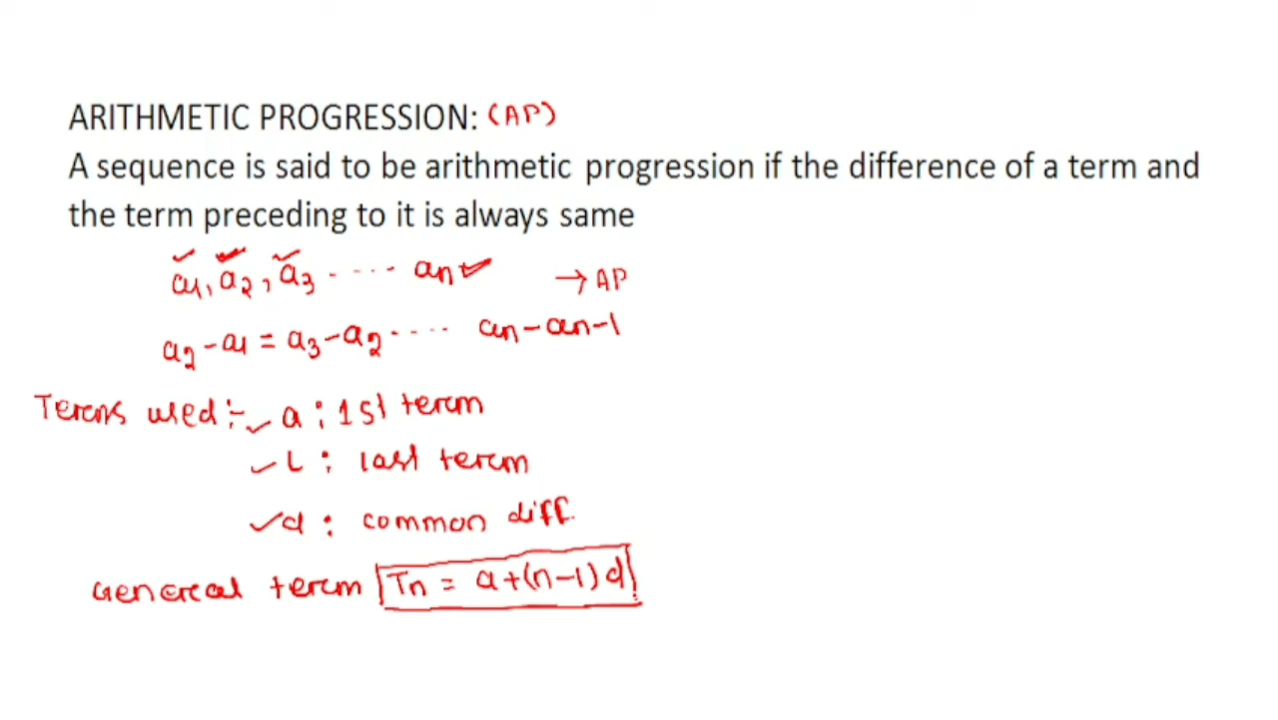 ARITHMETIC PROGRESSION: (AP)
A sequence is said to be arithmetic progression if the difference of a term and
the term preceding to it is always same
a1, a2, a3 ..... an → AP
a2-a1 = a3-a2 .... an-an-1
Terms used :- a : 1st term
L : last term
d : common diff.
General term Tn = a+(n-1)d